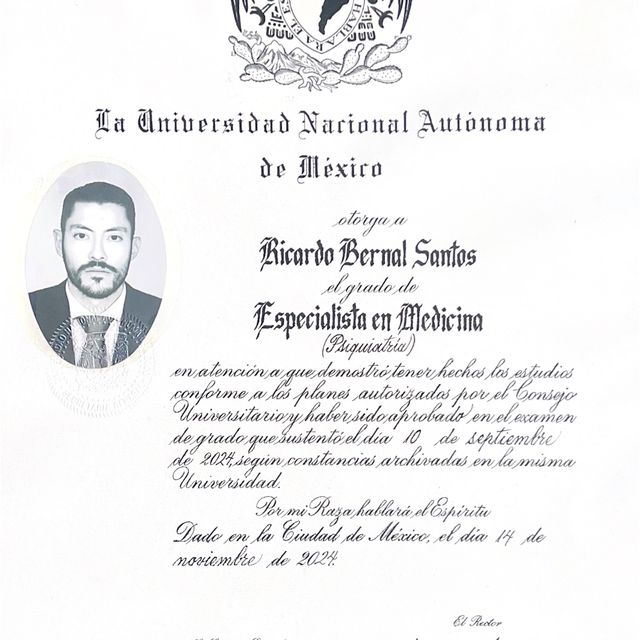 HABLARA EL ES
La Universidad Nacional Autónoma
de México
otorga a
Ricardo Bernal Santos
el grado de
Especialista en Medicina
(Psiquiatría)
en atención a que demostró tener hechos los estudios
conforme a los planes autorizados por el Consejo
Universitario y haber sido aprobado en el examen
de grado que sustentó el día 10 de septiembre
de 2024, según constancias archivadas en la misma
Universidad.
Por mi Raza hablará el Espíritu
Dado en la Ciudad de México, el día 14 de
noviembre de 2024.
El Rector